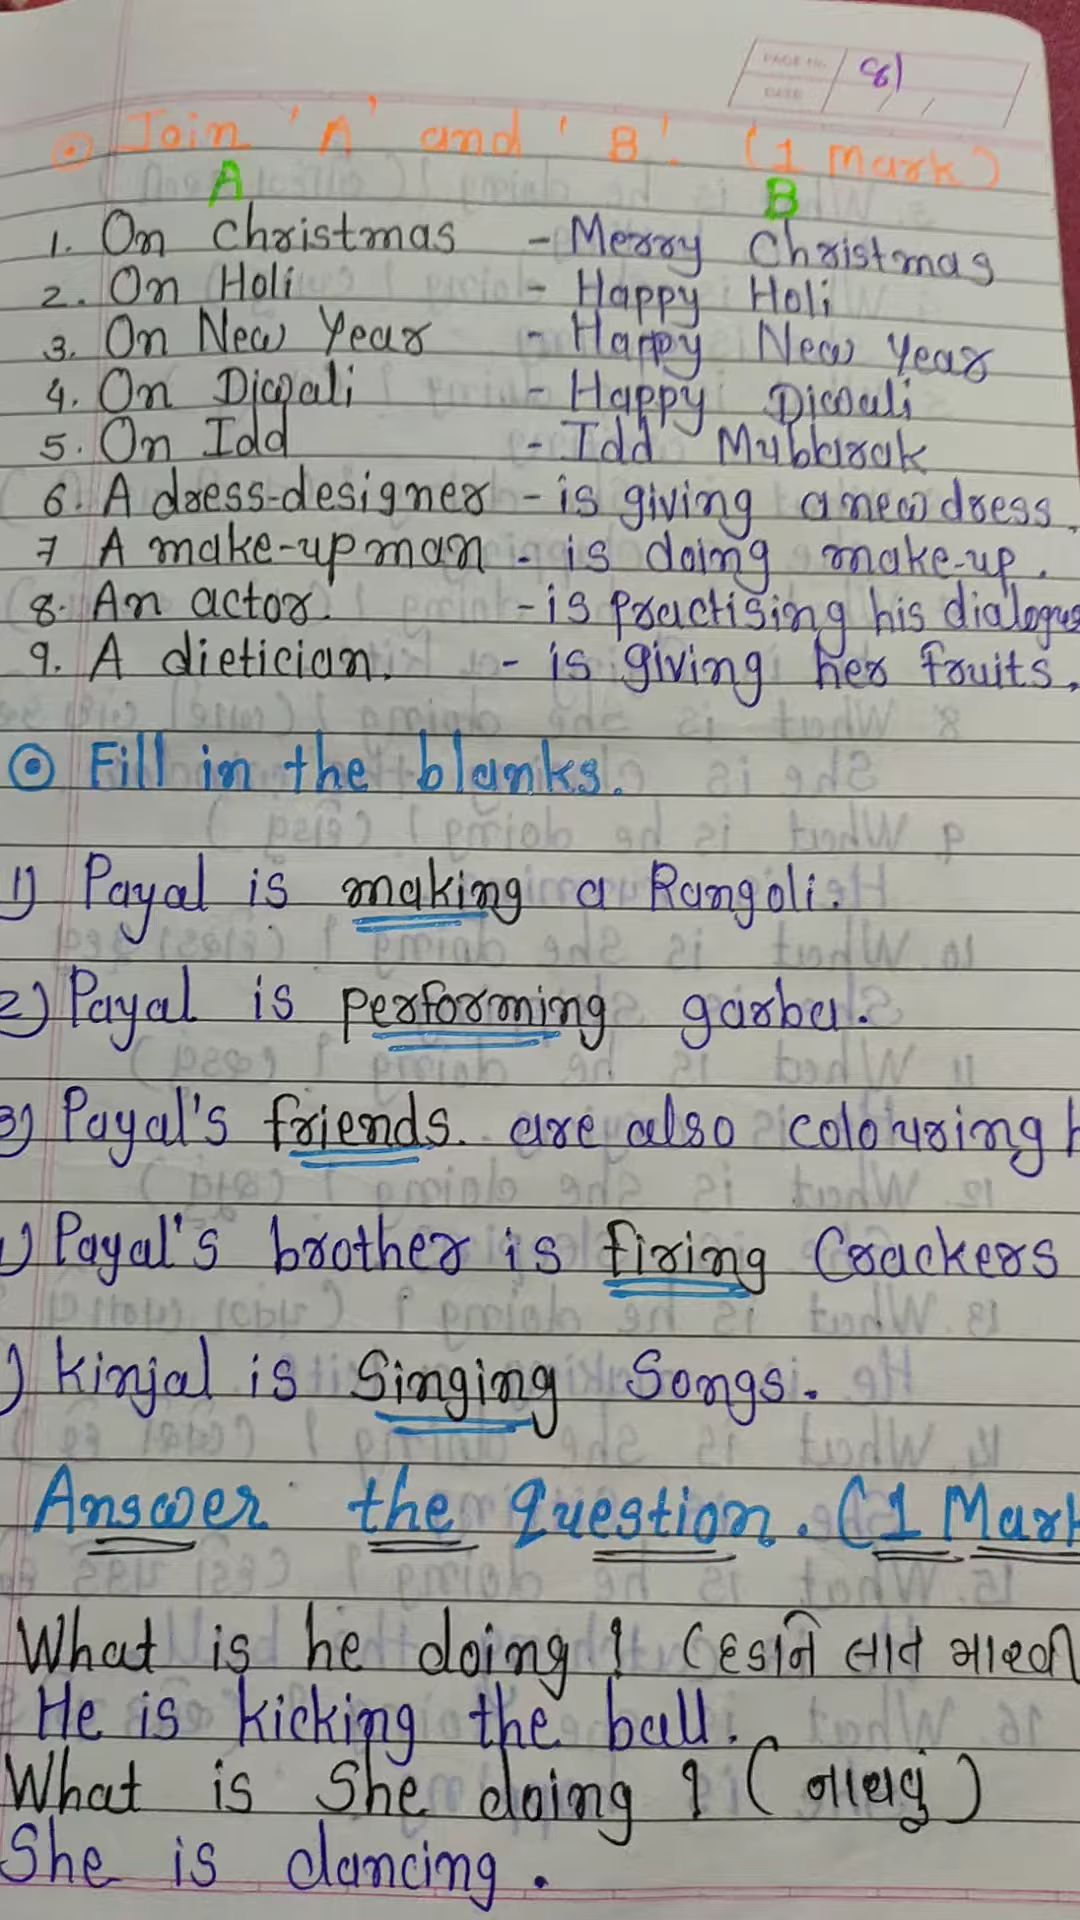 PAGE No.
DATE
Join 'A' and 'B'. (1 Mark)
A B
1. On Christmas - Merry Christmas
2. On Holi - Happy Holi
3. On New Year - Happy New Year
4. On Diwali - Happy Diwali
5. On Idd - Idd Mubbarak
6. A dress-designer - is giving a new dress.
7 A make-up man - is doing make-up.
8. An actor. - is practising his dialogues
9. A dietician. - is giving her fruits.
Fill in the blanks.
1) Payal is making a Rangoli.
2) Payal is performing garba.
3) Payal's friends. are also colouring
) Payal's brother is firing Crackers
) Kinjal is Singing Songs.
Answer the question. (1 Mark
What is he doing ? (દડાને લાત મારવી
He is kicking the ball.
What is She doing ? (નાચવું)
She is dancing.